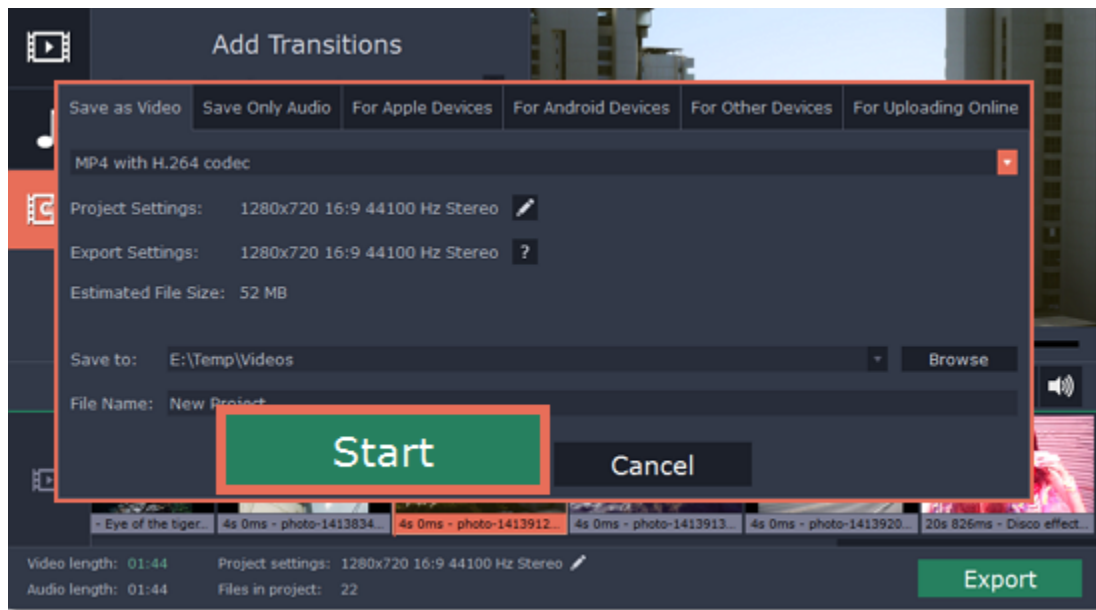 Add Transitions
Save as Video Save Only Audio For Apple Devices For Android Devices For Other Devices For Uploading Online
MP4 with H.264 codec
Project Settings: 1280x720 16:9 44100 Hz Stereo
Export Settings: 1280x720 16:9 44100 Hz Stereo ?
Estimated File Size: 52 MB
Save to: E:\Temp\Videos Browse
File Name: New Project
Start Cancel
- Eye of the tiger... 4s 0ms - photo-1413834... 4s 0ms - photo-1413912... 4s 0ms - photo-1413913... 4s 0ms - photo-1413920... 20s 826ms - Disco effect...
Video length: 01:44 Project settings: 1280x720 16:9 44100 Hz Stereo
Audio length: 01:44 Files in project: 22
Export